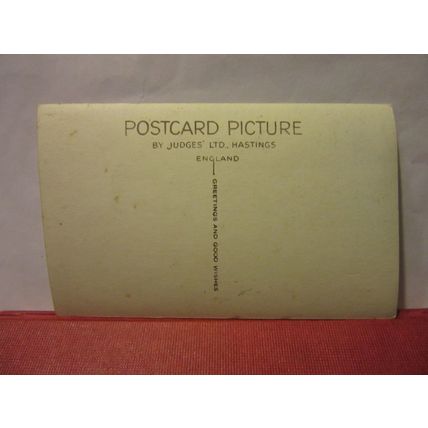 POSTCARD PICTURE
BY JUDGES' LTD., HASTINGS
ENGLAND
GREETINGS AND GOOD WISHES